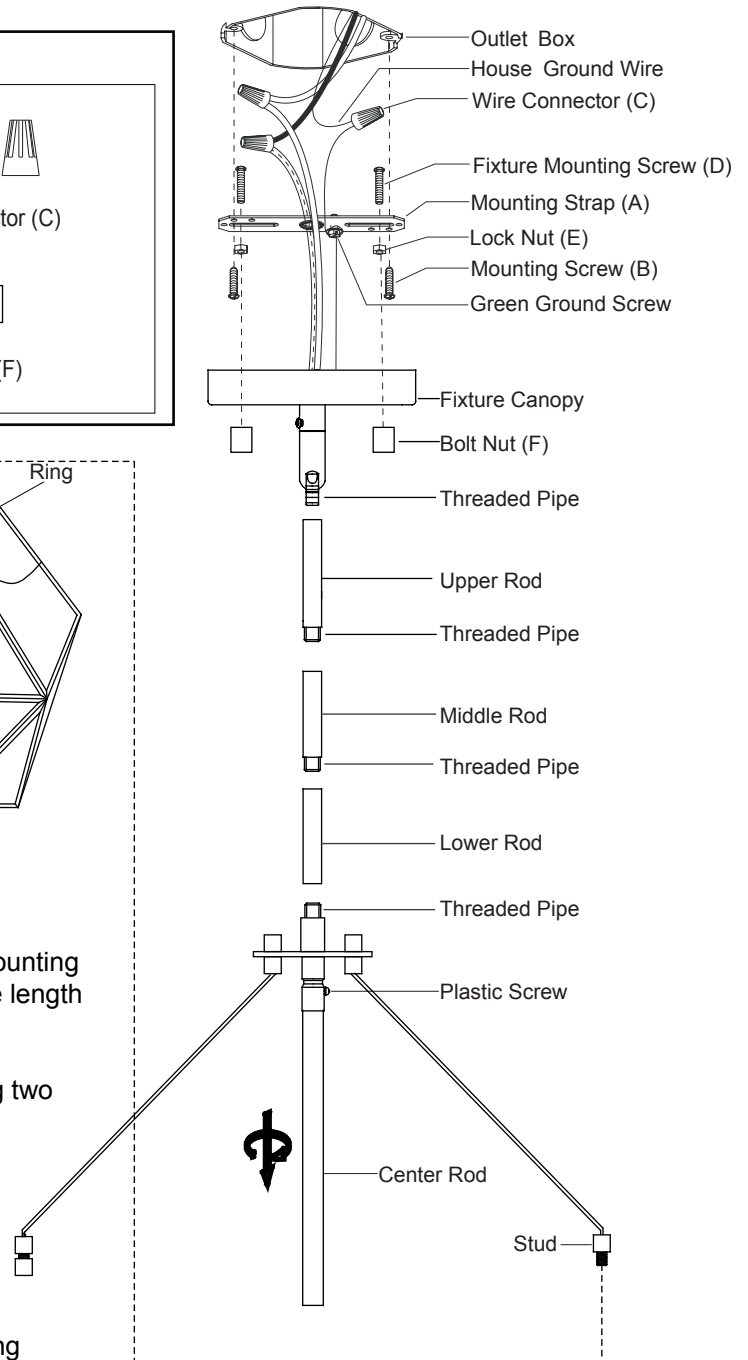 Outlet Box
House Ground Wire
Wire Connector (C)
Fixture Mounting Screw (D)
Mounting Strap (A)
Lock Nut (E)
Mounting Screw (B)
Green Ground Screw
Fixture Canopy
Bolt Nut (F)
Threaded Pipe
Upper Rod
Threaded Pipe
Middle Rod
Threaded Pipe
Lower Rod
Threaded Pipe
Plastic Screw
Center Rod
Stud
tor (C)
(F)
Ring
ounting
e length
g two
ng